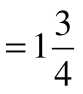 = 1 3/4